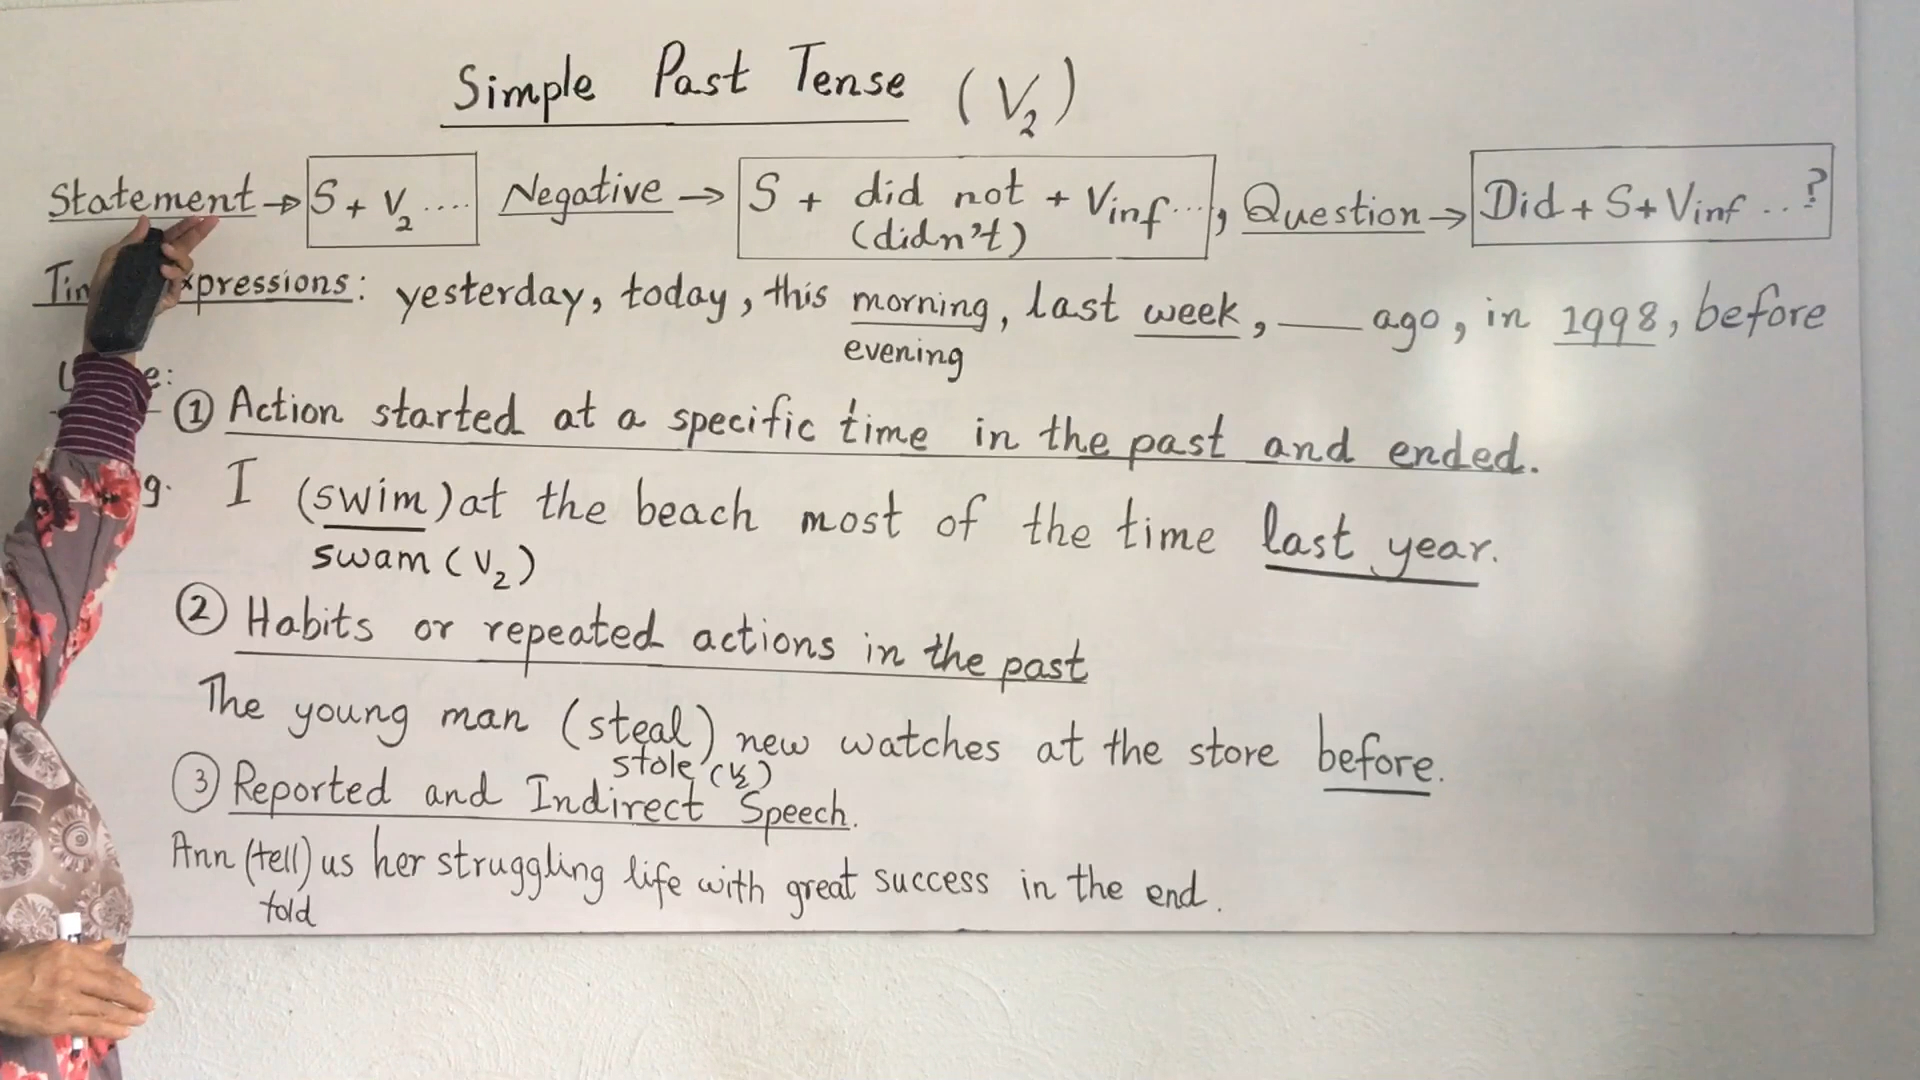 Simple Past Tense (V2)
Statement → S + V2 .... Negative → S + did not + Vinf ..., Question → Did + S + Vinf ..?
(didn't)
expressions: yesterday, today, this morning, last week, ___ ago, in 1998, before
evening
① Action started at a specific time in the past and ended.
g. I (swim) at the beach most of the time last year.
swam (V2)
② Habits or repeated actions in the past
The young man (steal) new watches at the store before.
stole (V2)
③ Reported and Indirect Speech.
Ann (tell) us her struggling life with great success in the end.
told